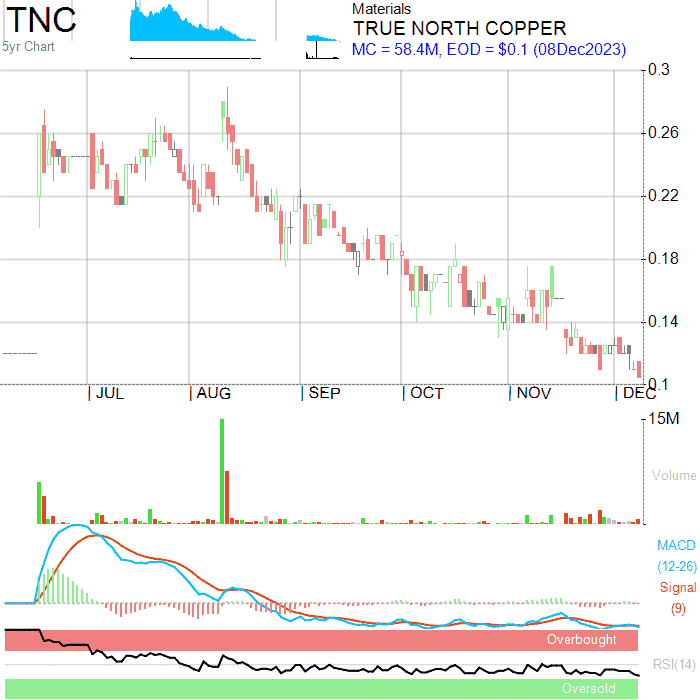 TNC
5yr Chart
Materials
TRUE NORTH COPPER
MC = 58.4M, EOD = $0.1 (08Dec2023)
0.3
0.26
0.22
0.18
0.14
0.1
JUL AUG SEP OCT NOV DEC
15M
Volume
MACD
(12-26)
Signal
(9)
Overbought
RSI(14)
Oversold